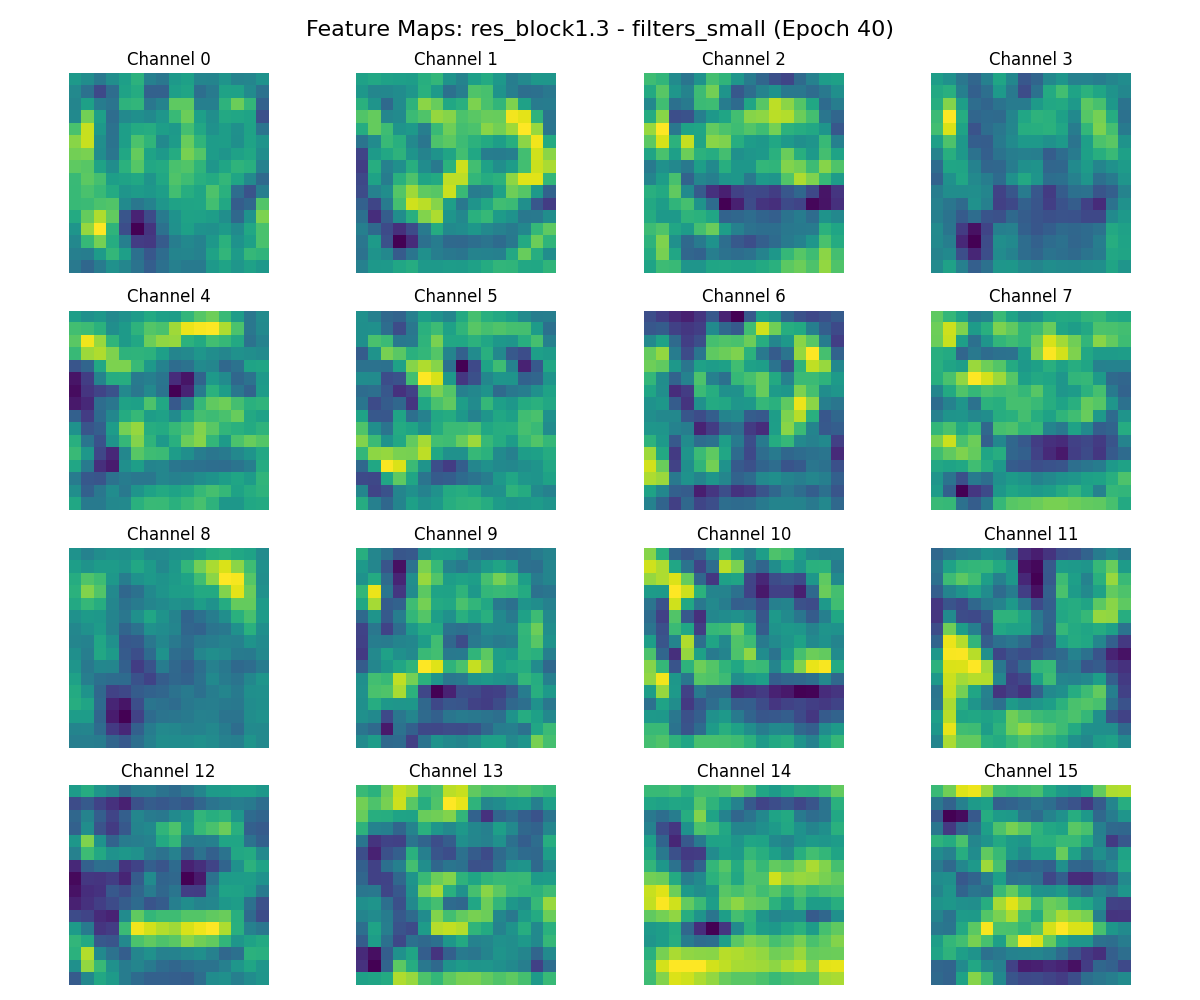 Feature Maps: res_block1.3 - filters_small (Epoch 40)
Channel 0
Channel 1
Channel 2
Channel 3
Channel 4
Channel 5
Channel 6
Channel 7
Channel 8
Channel 9
Channel 10
Channel 11
Channel 12
Channel 13
Channel 14
Channel 15